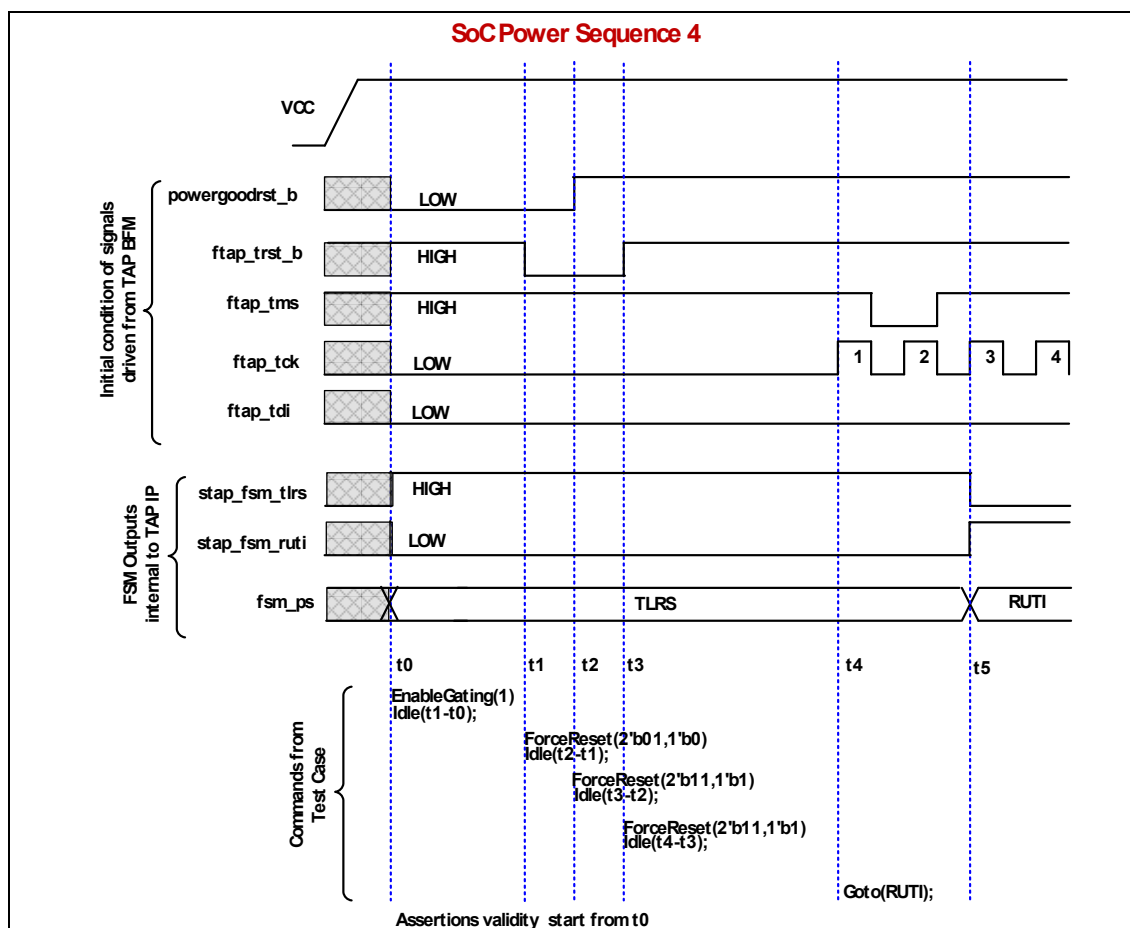 SoC Power Sequence 4
VCC
Initial condition of signals
driven from TAP BFM
powergoodrst_b
LOW
ftap_trst_b
HIGH
ftap_tms
HIGH
ftap_tck
LOW
1
2
3
4
ftap_tdi
LOW
FSM Outputs
internal to TAP IP
stap_fsm_tlrs
HIGH
stap_fsm_ruti
LOW
fsm_ps
TLRS
RUTI
t0
t1
t2
t3
t4
t5
Commands from
Test Case
EnableGating(1)
Idle(t1-t0);
ForceReset(2'b01,1'b0)
Idle(t2-t1);
ForceReset(2'b11,1'b1)
Idle(t3-t2);
ForceReset(2'b11,1'b1)
Idle(t4-t3);
Goto(RUTI);
Assertions validity start from t0